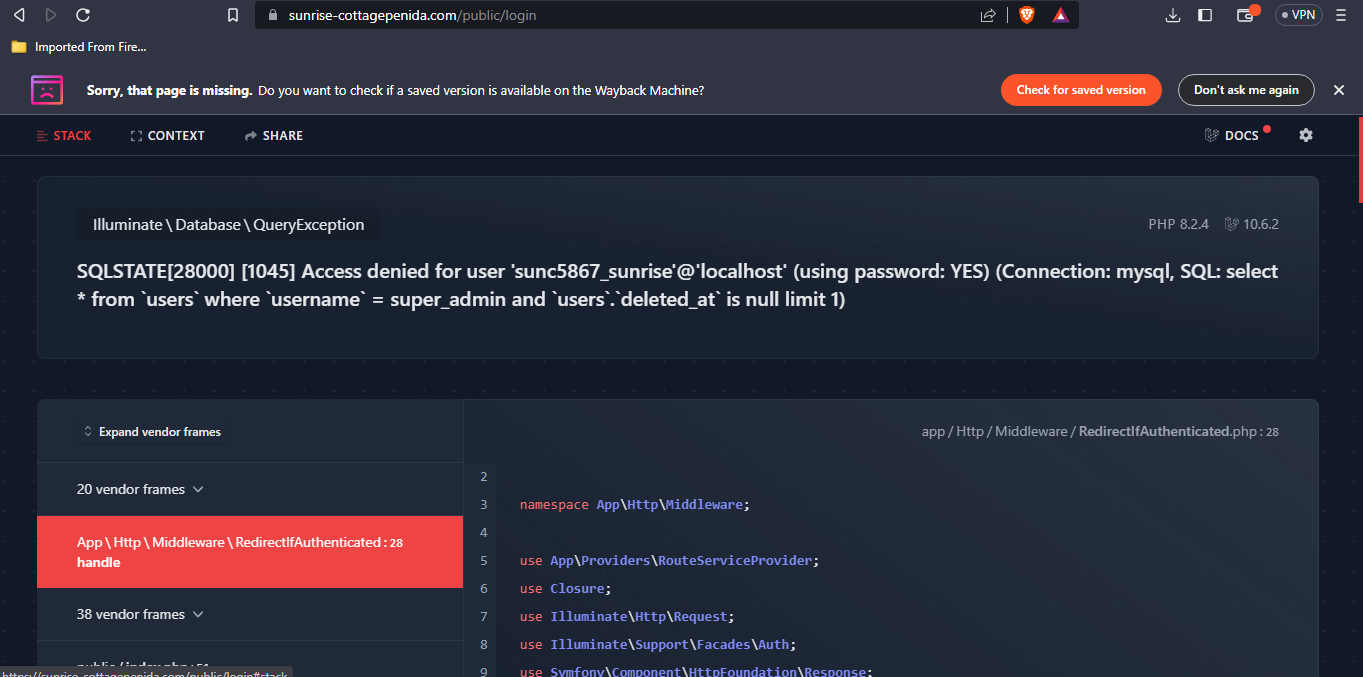 sunrise-cottagepenida.com/public/login
VPN
Imported From Fire...
Sorry, that page is missing. Do you want to check if a saved version is available on the Wayback Machine?
Check for saved version
Don't ask me again
STACK
CONTEXT
SHARE
DOCS
Illuminate \ Database \ QueryException
PHP 8.2.4
10.6.2
SQLSTATE[28000] [1045] Access denied for user 'sunc5867_sunrise'@'localhost' (using password: YES) (Connection: mysql, SQL: select
* from `users` where `username` = super_admin and `users`.`deleted_at` is null limit 1)
Expand vendor frames
20 vendor frames
App \ Http \ Middleware \ RedirectIfAuthenticated : 28
handle
38 vendor frames
public / index.php : 51
https://sunrise-cottagepenida.com/public/login#stack
app / Http / Middleware / RedirectIfAuthenticated.php : 28
2
3 namespace App\Http\Middleware;
4
5 use App\Providers\RouteServiceProvider;
6 use Closure;
7 use Illuminate\Http\Request;
8 use Illuminate\Support\Facades\Auth;
9 use Symfony\Component\HttpFoundation\Response;